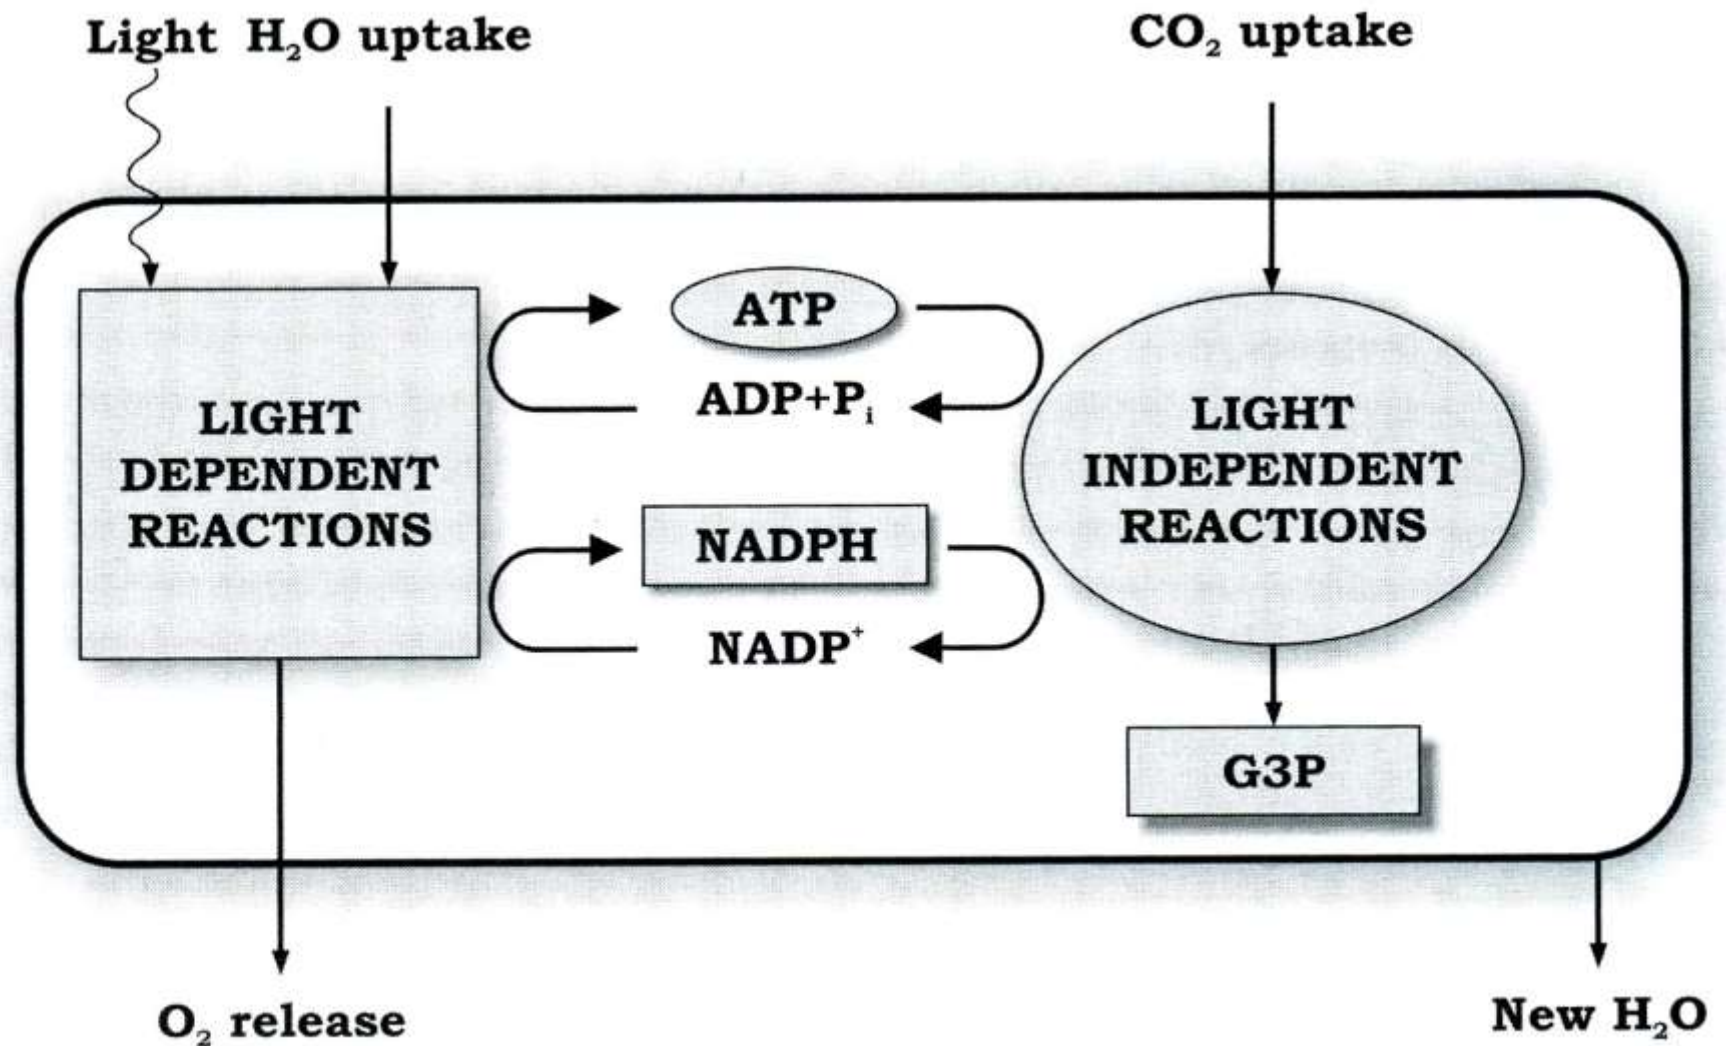 Light H₂O uptake
CO₂ uptake
LIGHT
DEPENDENT
REACTIONS
ATP
ADP+Pᵢ
NADPH
NADP⁺
LIGHT
INDEPENDENT
REACTIONS
G3P
O₂ release
New H₂O